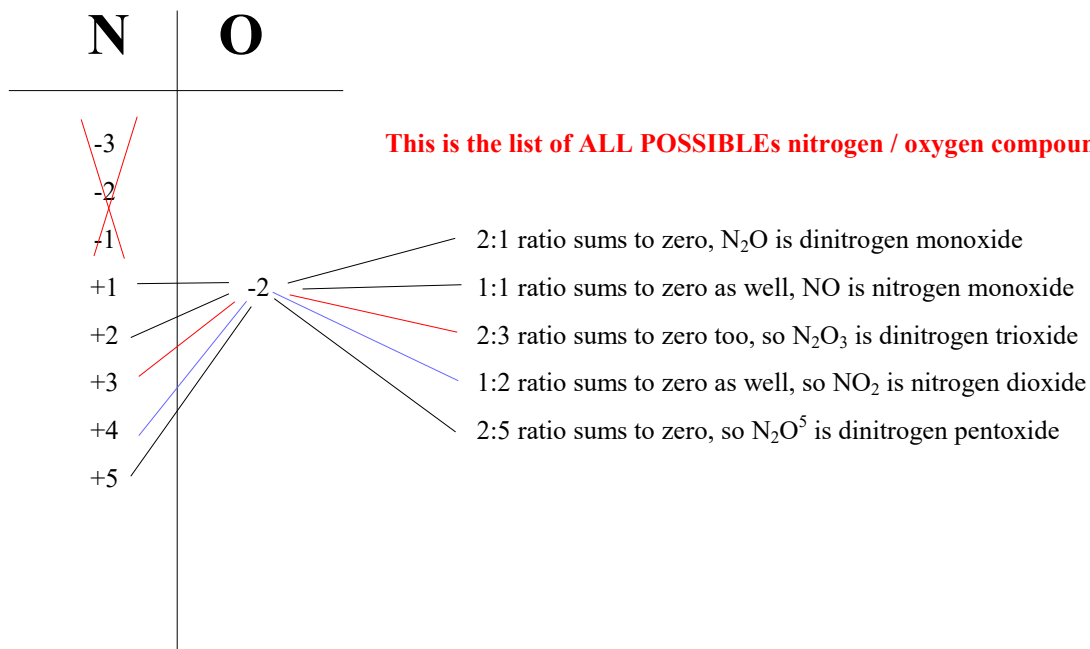 N O
-3
This is the list of ALL POSSIBLEs nitrogen / oxygen compoun
-2
-1 2:1 ratio sums to zero, N₂O is dinitrogen monoxide
+1 -2 1:1 ratio sums to zero as well, NO is nitrogen monoxide
+2 2:3 ratio sums to zero too, so N₂O₃ is dinitrogen trioxide
+3 1:2 ratio sums to zero as well, so NO₂ is nitrogen dioxide
+4 2:5 ratio sums to zero, so N₂O⁵ is dinitrogen pentoxide
+5